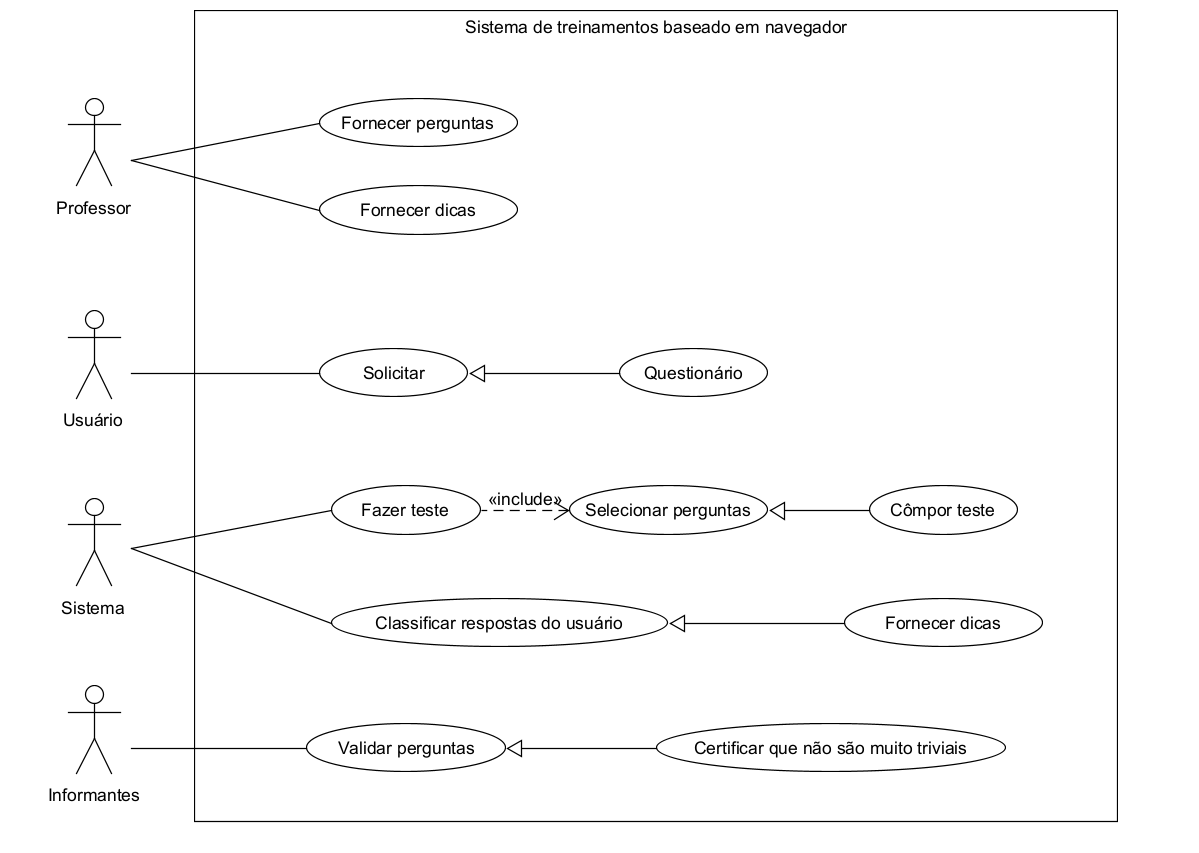 Sistema de treinamentos baseado em navegador
Fornecer perguntas
Fornecer dicas
Professor
Solicitar
Questionário
Usuário
Fazer teste
«include»
Selecionar perguntas
Cômpor teste
Sistema
Classificar respostas do usuário
Fornecer dicas
Validar perguntas
Certificar que não são muito triviais
Informantes